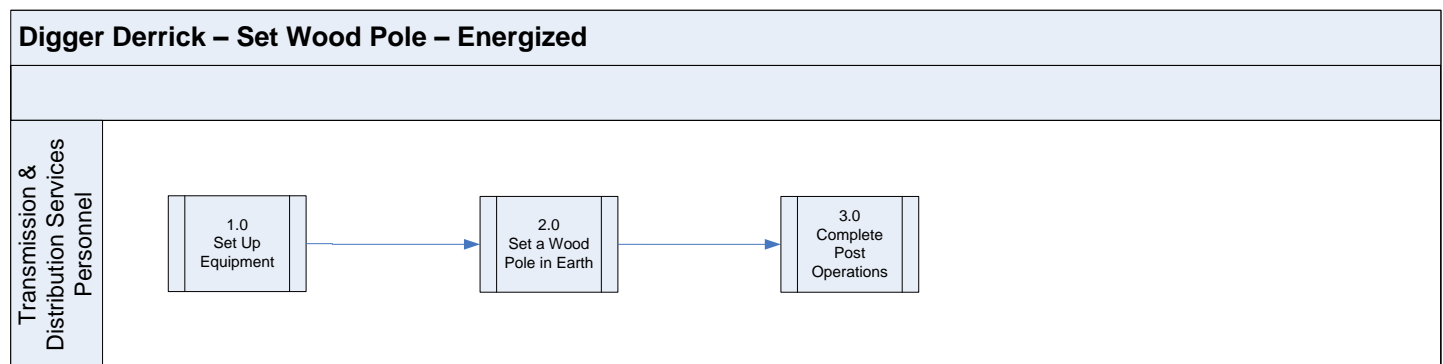 Digger Derrick – Set Wood Pole – Energized
Transmission &
Distribution Services
Personnel
1.0
Set Up
Equipment
2.0
Set a Wood
Pole in Earth
3.0
Complete
Post
Operations